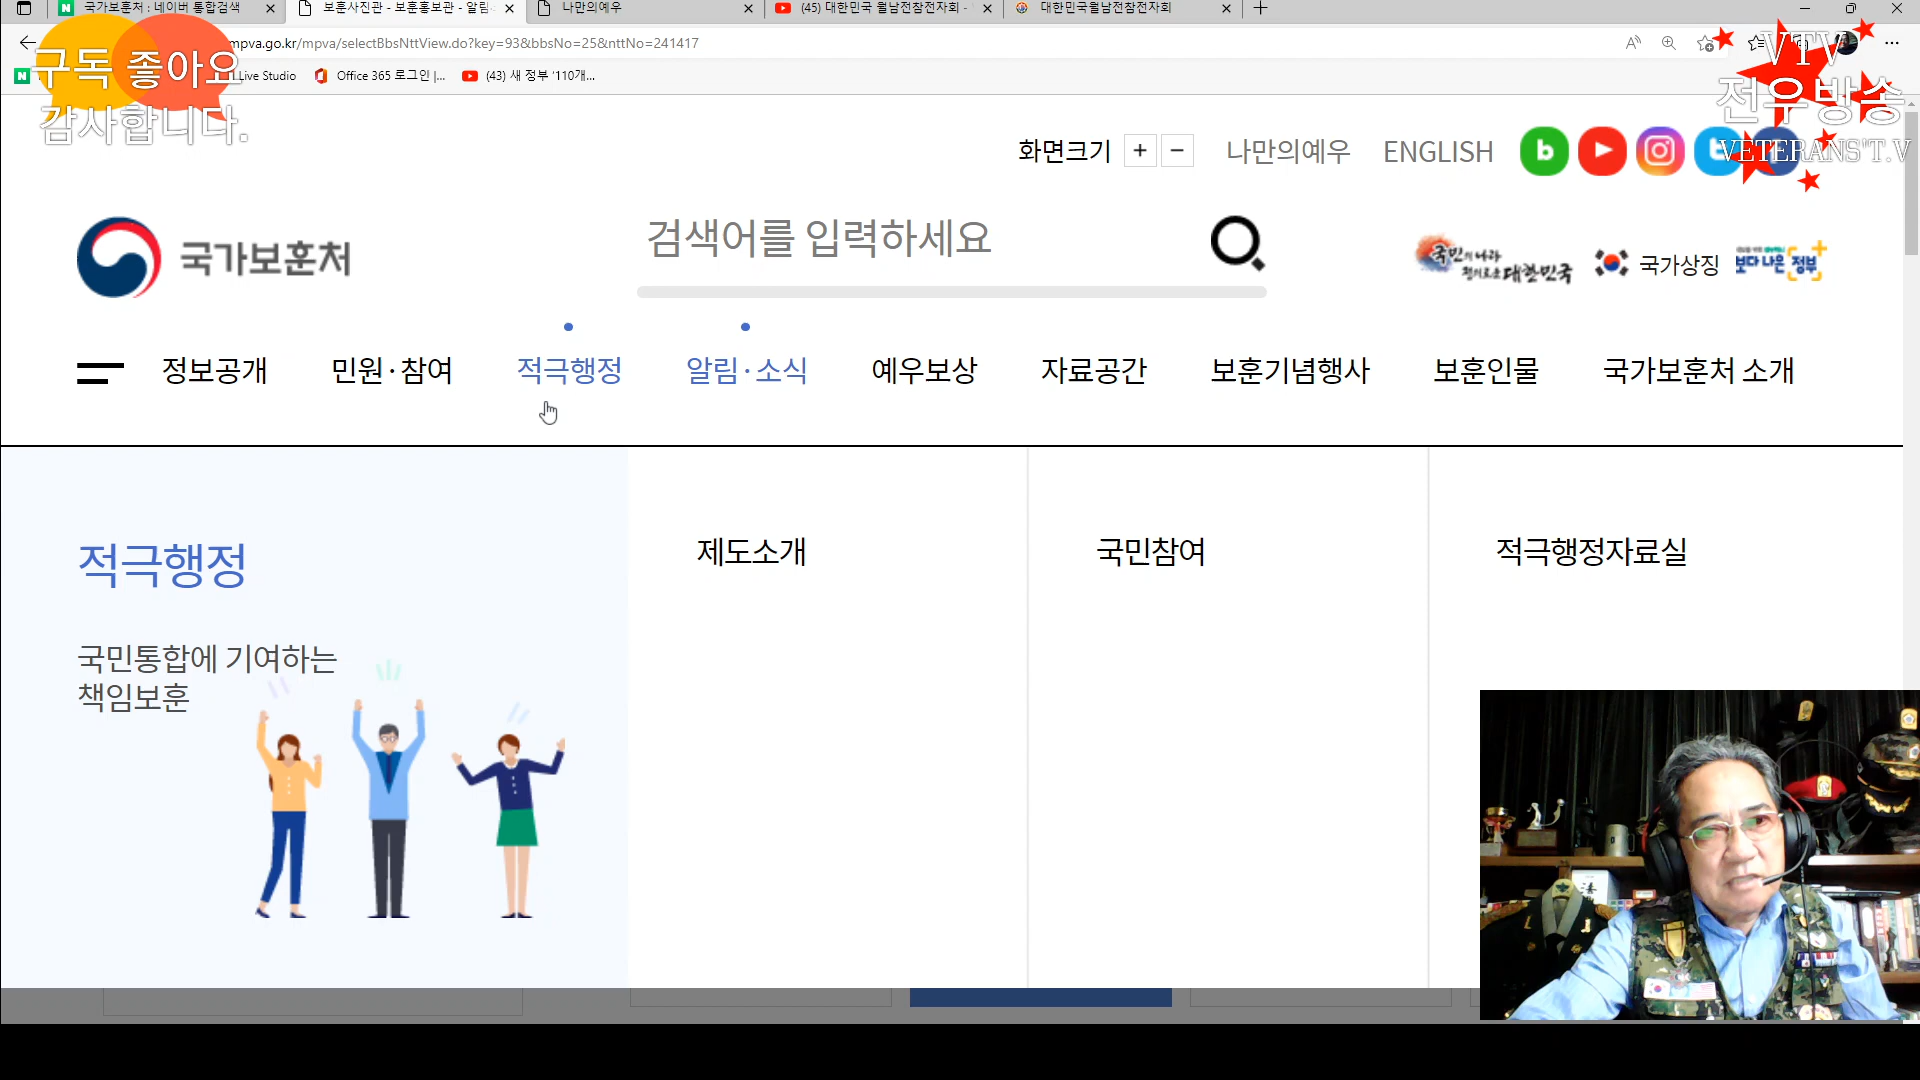 국가보훈처 : 네이버 통합검색
보훈사진관 - 보훈홍보관 - 알림
나만의예우
(45) 대한민국 월남전참전자회 -
대한민국월남전참전자회
mpva.go.kr/mpva/selectBbsNttView.do?key=93&bbsNo=25&nttNo=241417
Live Studio
Office 365 로그인 |...
(43) 새 정부 '110개...
구독 좋아요
감사합니다.
VTV
전우방송
VETERANS'T.V
화면크기
+
−
나만의예우
ENGLISH
국가보훈처
검색어를 입력하세요
국민의 나라
정의로운 대한민국
국가상징
보다 나은 정부
정보공개
민원·참여
적극행정
알림·소식
예우보상
자료공간
보훈기념행사
보훈인물
국가보훈처 소개
적극행정
국민통합에 기여하는
책임보훈
제도소개
국민참여
적극행정자료실